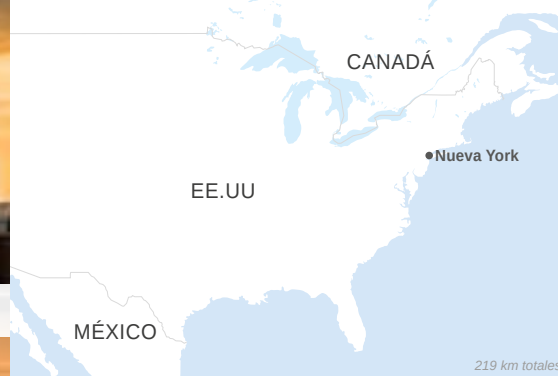 CANADÁ
Nueva York
EE.UU
MÉXICO
219 km totales